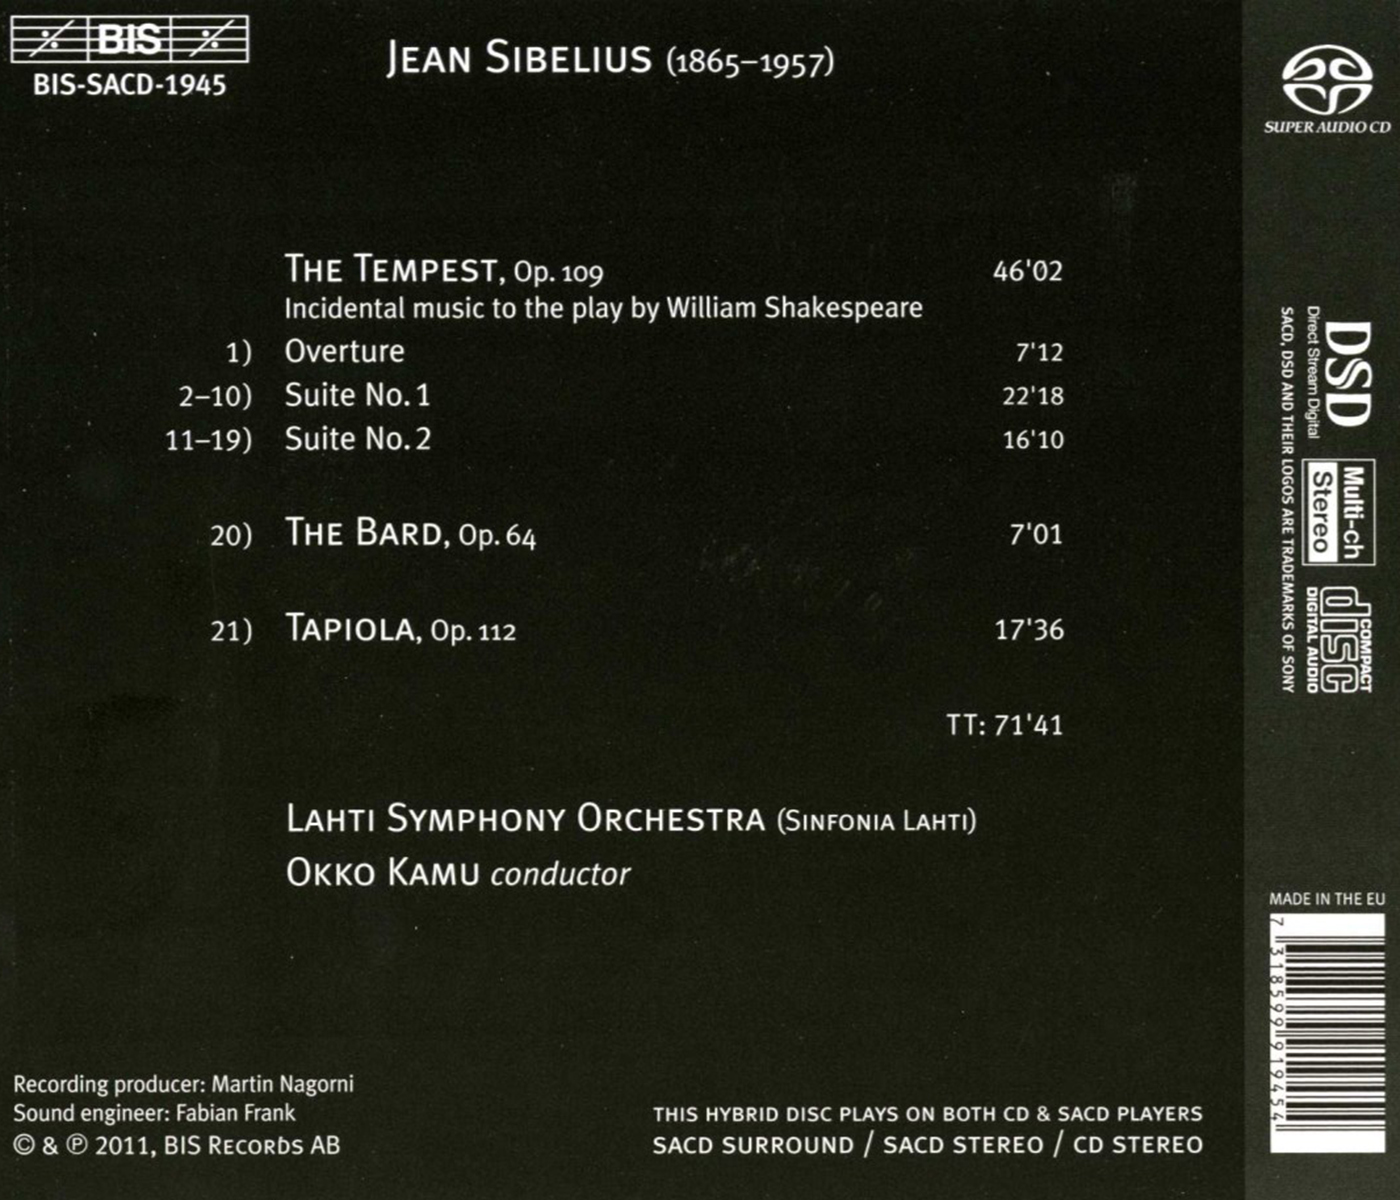 BIS
BIS-SACD-1945
JEAN SIBELIUS (1865–1957)
THE TEMPEST, Op. 109 46'02
Incidental music to the play by William Shakespeare
1) Overture 7'12
2–10) Suite No. 1 22'18
11–19) Suite No. 2 16'10
20) THE BARD, Op. 64 7'01
21) TAPIOLA, Op. 112 17'36
TT: 71'41
LAHTI SYMPHONY ORCHESTRA (SINFONIA LAHTI)
OKKO KAMU conductor
Recording producer: Martin Nagorni
Sound engineer: Fabian Frank
© & ℗ 2011, BIS RECORDS AB
THIS HYBRID DISC PLAYS ON BOTH CD & SACD PLAYERS
SACD SURROUND / SACD STEREO / CD STEREO
SUPER AUDIO CD
DSD
Direct Stream Digital
SACD, DSD AND THEIR LOGOS ARE TRADEMARKS OF SONY
Multi-ch
Stereo
COMPACT
disc
DIGITAL AUDIO
MADE IN THE EU
7 318599 919454